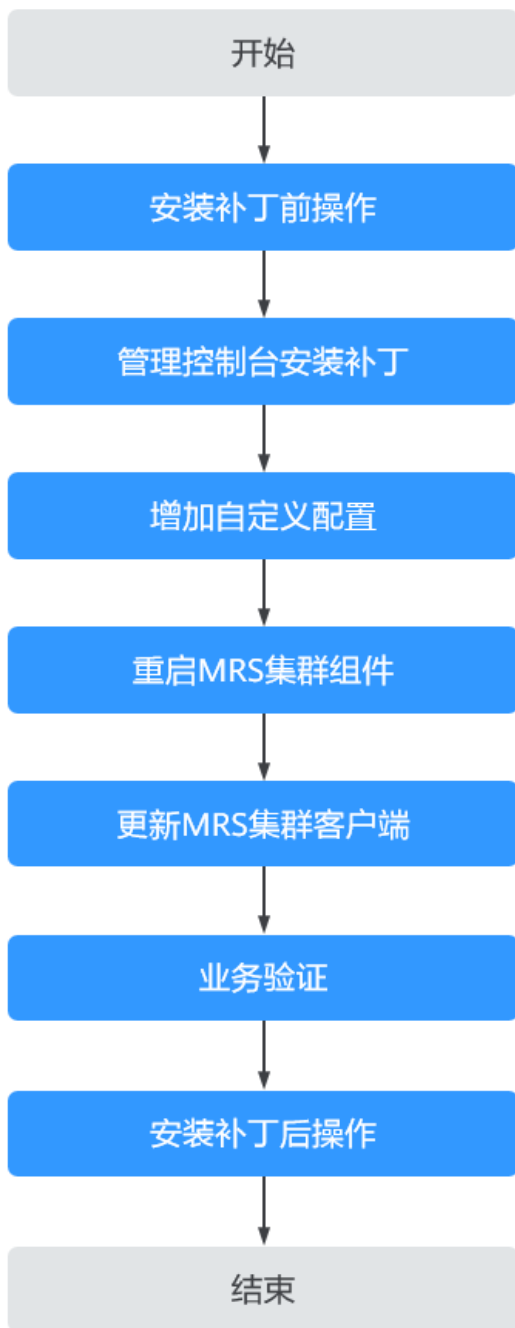 开始
安装补丁前操作
管理控制台安装补丁
增加自定义配置
重启MRS集群组件
更新MRS集群客户端
业务验证
安装补丁后操作
结束